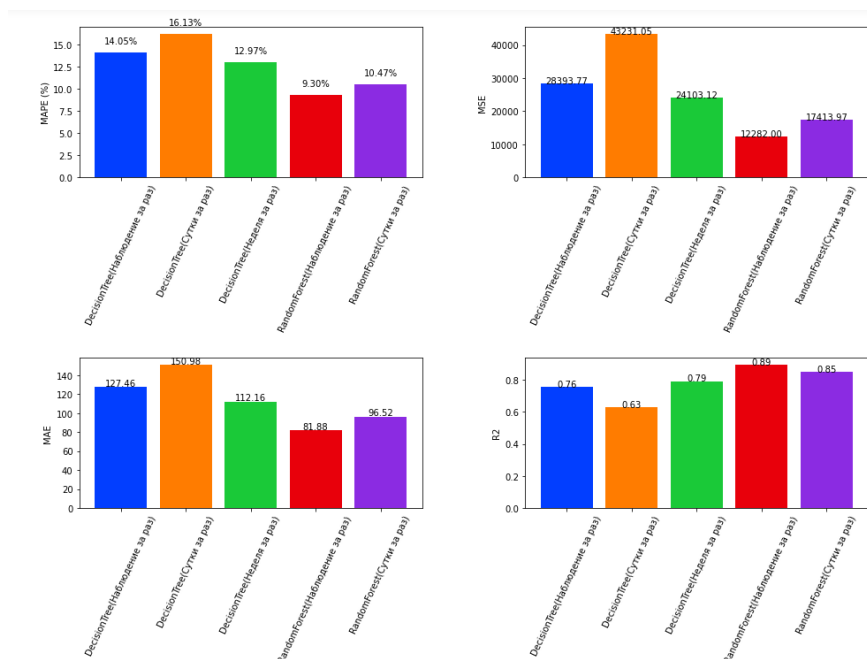 14.05%
16.13%
12.97%
9.30%
10.47%
MAPE (%)
15.0
12.5
10.0
7.5
5.0
2.5
0.0
DecisionTree(Наблюдение за раз)
DecisionTree(Сутки за раз)
DecisionTree(Неделя за раз)
RandomForest(Наблюдение за раз)
RandomForest(Сутки за раз)
28393.77
43231.05
24103.12
12282.00
17413.97
MSE
40000
30000
20000
10000
0
DecisionTree(Наблюдение за раз)
DecisionTree(Сутки за раз)
DecisionTree(Неделя за раз)
RandomForest(Наблюдение за раз)
RandomForest(Сутки за раз)
127.46
150.98
112.16
81.88
96.52
MAE
140
120
100
80
60
40
20
0
DecisionTree(Наблюдение за раз)
DecisionTree(Сутки за раз)
DecisionTree(Неделя за раз)
RandomForest(Наблюдение за раз)
RandomForest(Сутки за раз)
0.76
0.63
0.79
0.89
0.85
R2
0.8
0.6
0.4
0.2
0.0
DecisionTree(Наблюдение за раз)
DecisionTree(Сутки за раз)
DecisionTree(Неделя за раз)
RandomForest(Наблюдение за раз)
RandomForest(Сутки за раз)